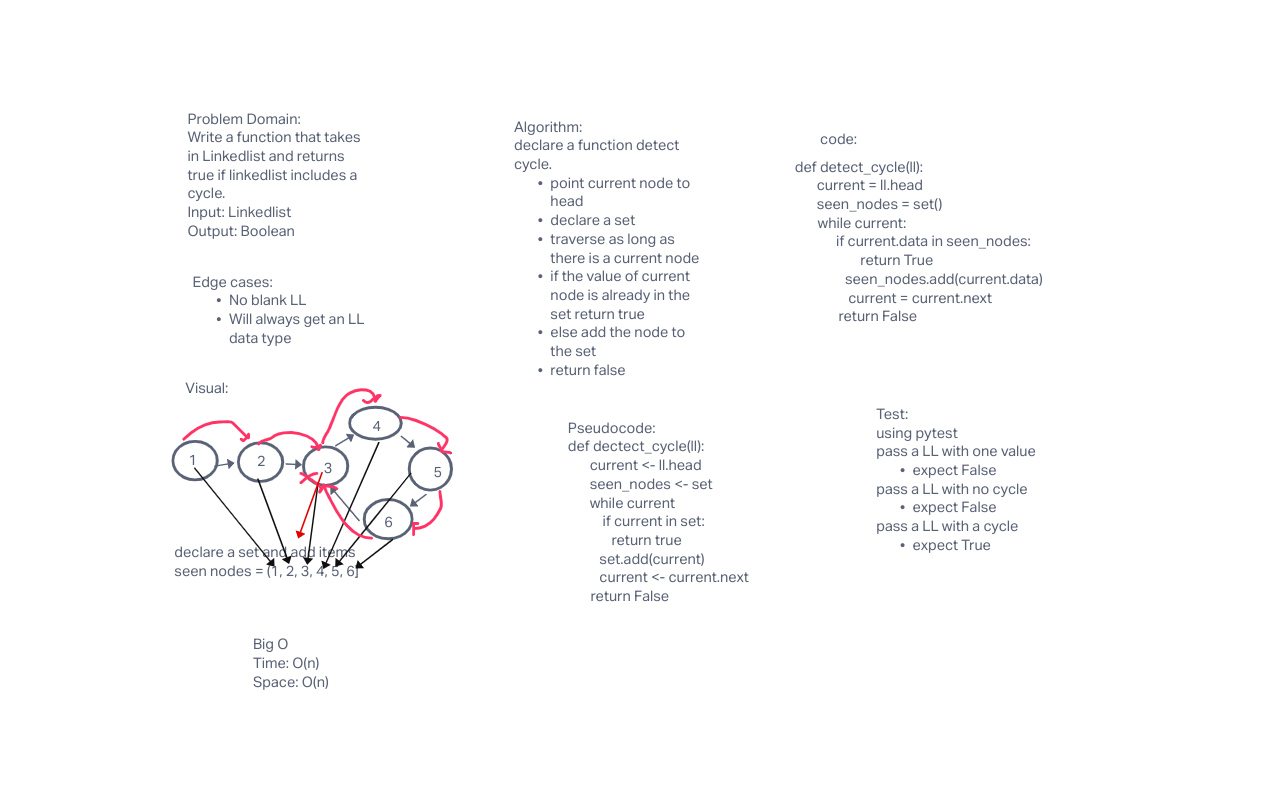 Problem Domain:
Write a function that takes
in Linkedlist and returns
true if linkedlist includes a
cycle.
Input: Linkedlist
Output: Boolean
Edge cases:
• No blank LL
• Will always get an LL
data type
Visual:
1
2
3
4
5
6
declare a set and add items
seen nodes = (1, 2, 3, 4, 5, 6]
Big O
Time: O(n)
Space: O(n)
Algorithm:
declare a function detect
cycle.
• point current node to
head
• declare a set
• traverse as long as
there is a current node
• if the value of current
node is already in the
set return true
• else add the node to
the set
• return false
Pseudocode:
def dectect_cycle(ll):
current <- ll.head
seen_nodes <- set
while current
if current in set:
return true
set.add(current)
current <- current.next
return False
code:
def detect_cycle(ll):
current = ll.head
seen_nodes = set()
while current:
if current.data in seen_nodes:
return True
seen_nodes.add(current.data)
current = current.next
return False
Test:
using pytest
pass a LL with one value
• expect False
pass a LL with no cycle
• expect False
pass a LL with a cycle
• expect True